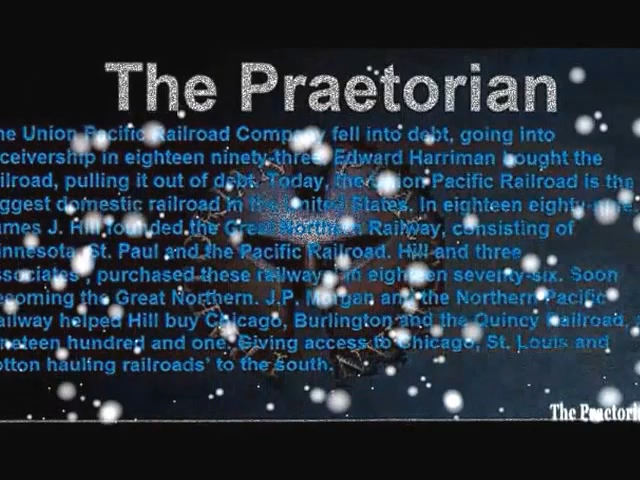 The Praetorian
he Union Pacific Railroad Company fell into debt, going into
ceivership in eighteen ninety-three. Edward Harriman bought the
ilroad, pulling it out of debt. Today, the Union Pacific Railroad is the
ggest domestic railroad in the United States. In eighteen eighty-nine
ames J. Hill founded the Great Northern Railway, consisting of
innesota, St. Paul and the Pacific Railroad. Hill and three
ssociates', purchased these railways in eighteen seventy-six. Soon
ecoming the Great Northern. J.P. Morgan and the Northern Pacific
ailway helped Hill buy Chicago, Burlington and the Quincy Railroad,
ineteen hundred and one. Giving access to Chicago, St. Louis and
otton hauling railroads' to the south.
The Praetori